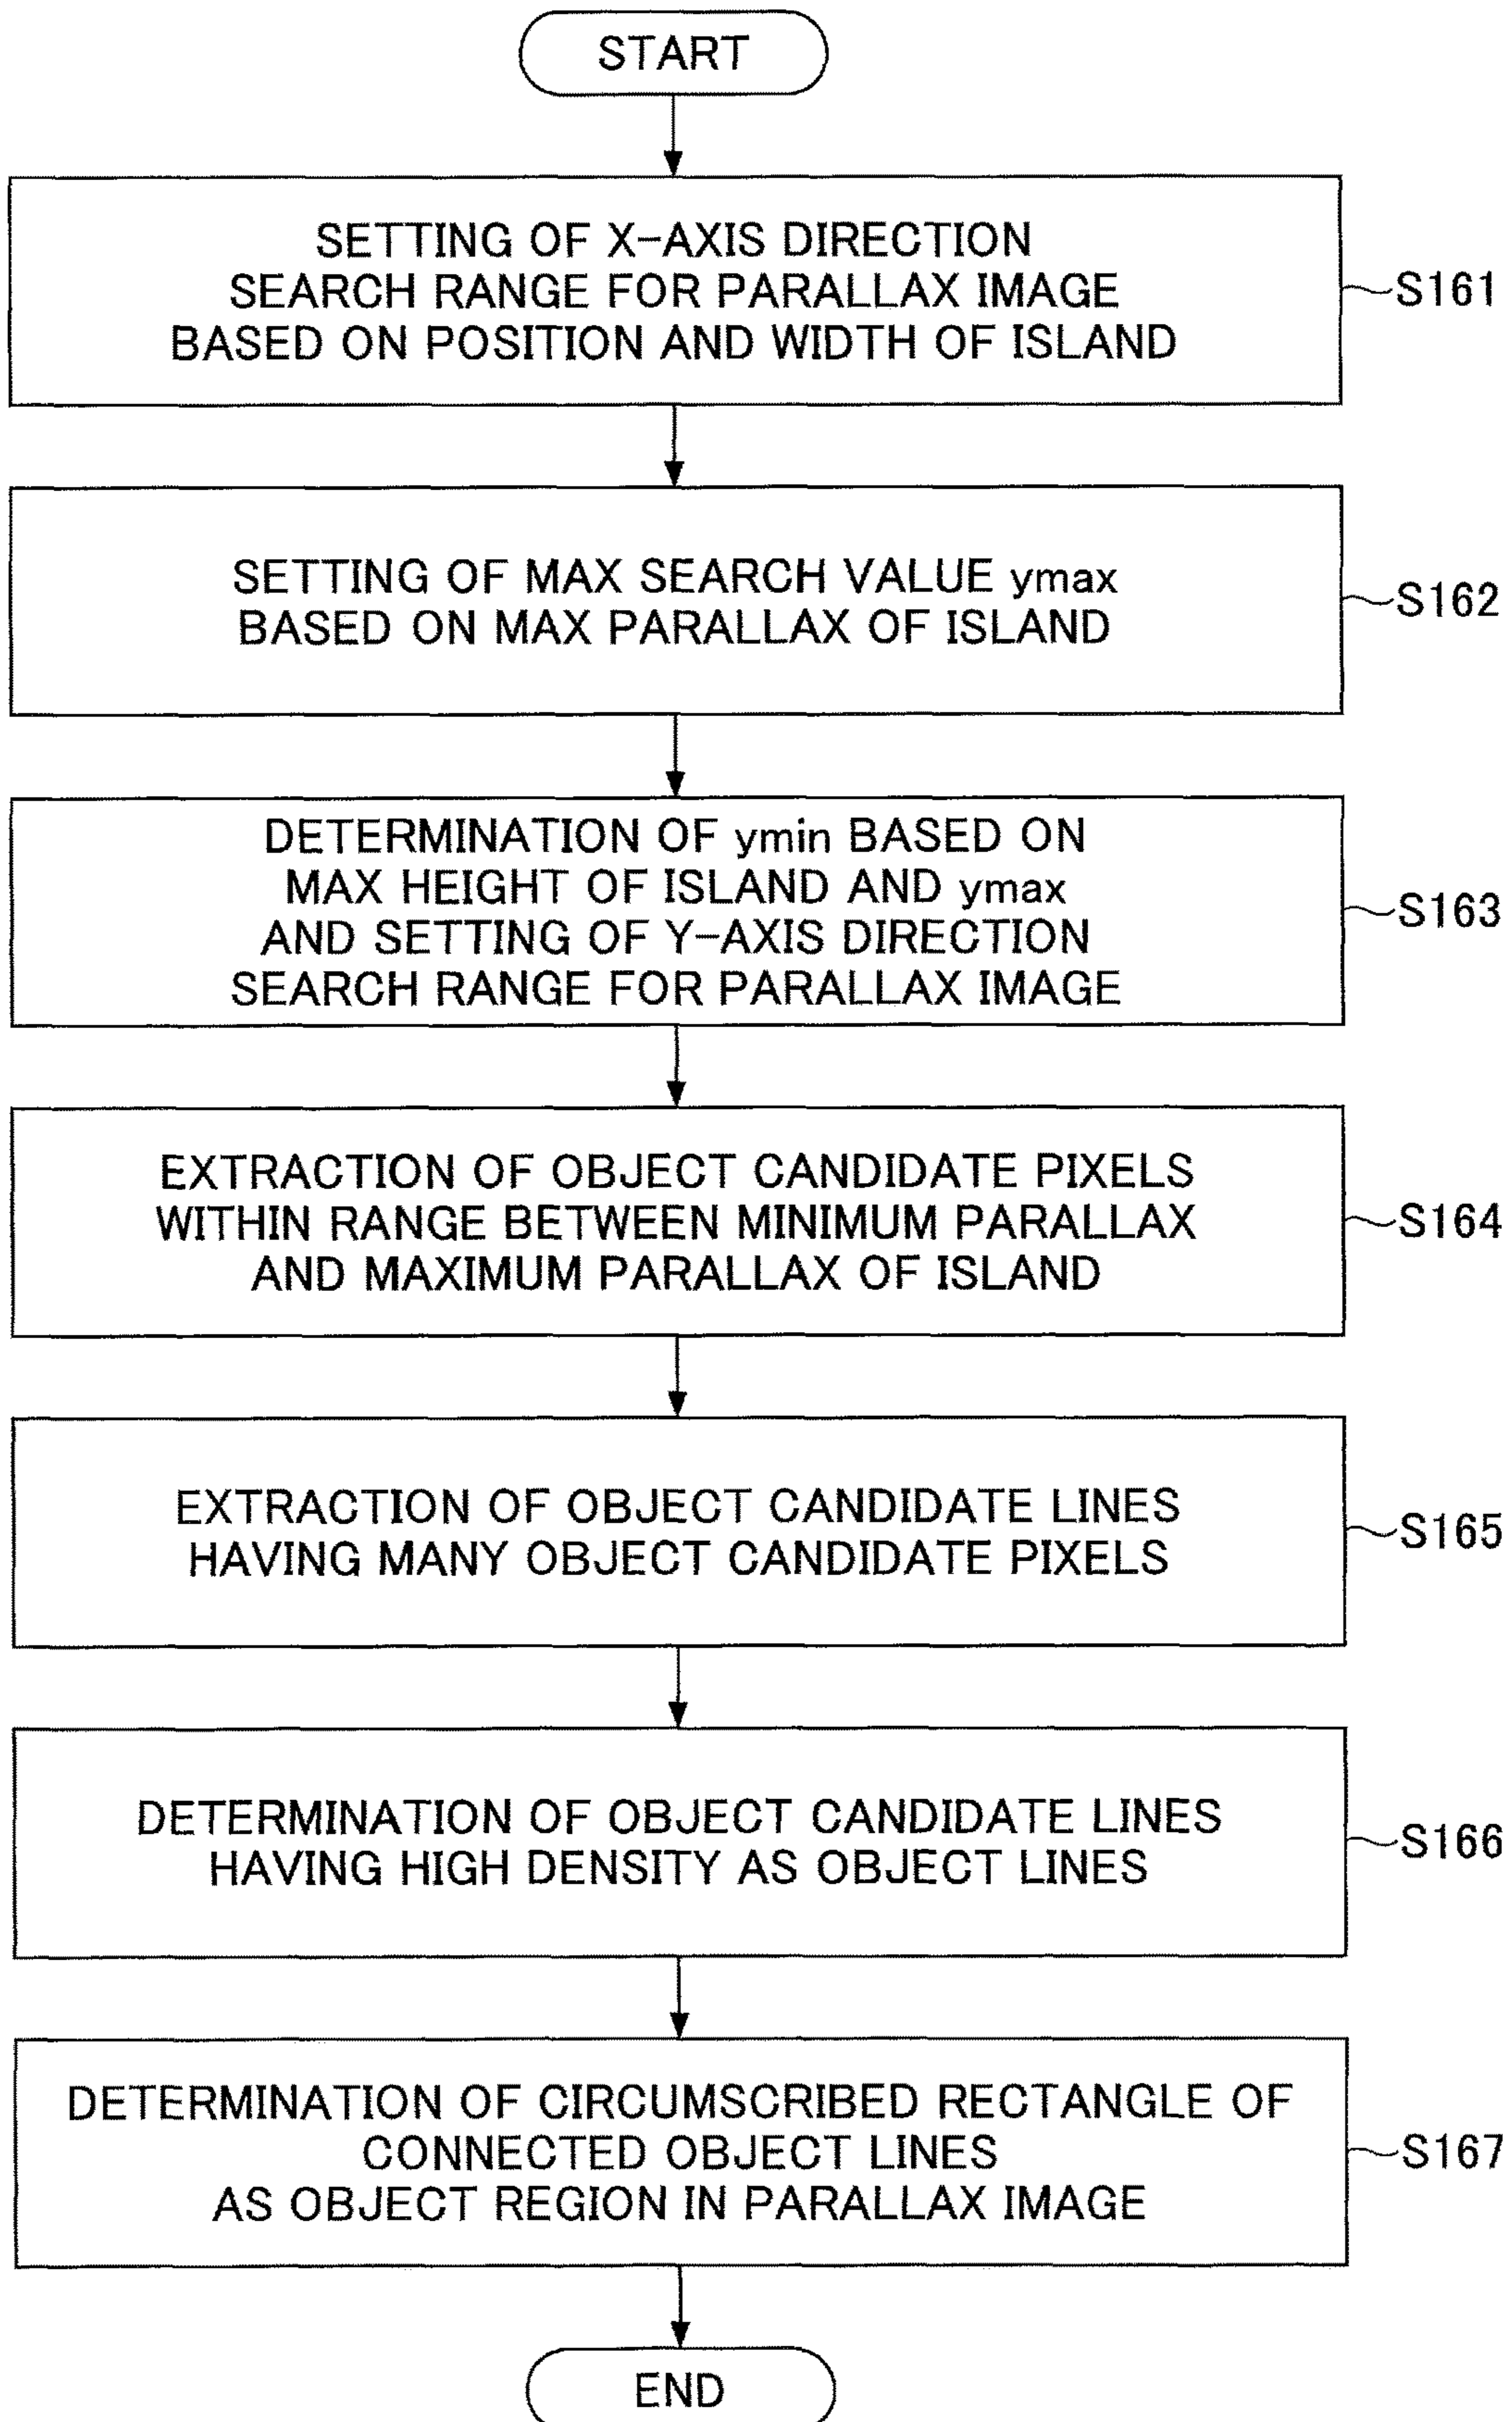 START
SETTING OF X-AXIS DIRECTION
SEARCH RANGE FOR PARALLAX IMAGE
BASED ON POSITION AND WIDTH OF ISLAND
S161
SETTING OF MAX SEARCH VALUE ymax
BASED ON MAX PARALLAX OF ISLAND
S162
DETERMINATION OF ymin BASED ON
MAX HEIGHT OF ISLAND AND ymax
AND SETTING OF Y-AXIS DIRECTION
SEARCH RANGE FOR PARALLAX IMAGE
S163
EXTRACTION OF OBJECT CANDIDATE PIXELS
WITHIN RANGE BETWEEN MINIMUM PARALLAX
AND MAXIMUM PARALLAX OF ISLAND
S164
EXTRACTION OF OBJECT CANDIDATE LINES
HAVING MANY OBJECT CANDIDATE PIXELS
S165
DETERMINATION OF OBJECT CANDIDATE LINES
HAVING HIGH DENSITY AS OBJECT LINES
S166
DETERMINATION OF CIRCUMSCRIBED RECTANGLE OF
CONNECTED OBJECT LINES
AS OBJECT REGION IN PARALLAX IMAGE
S167
END